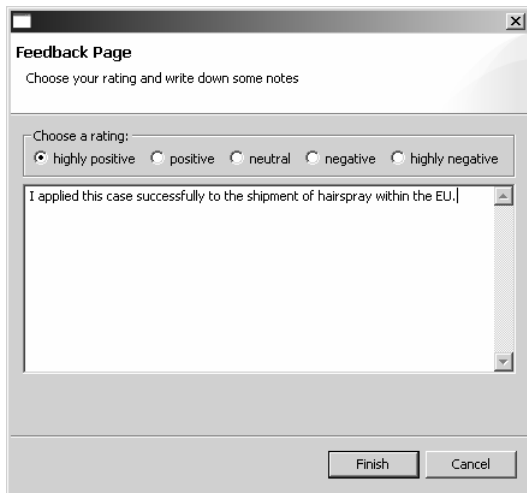 Feedback Page
Choose your rating and write down some notes
Choose a rating:
highly positive positive neutral negative highly negative
I applied this case successfully to the shipment of hairspray within the EU.
Finish Cancel